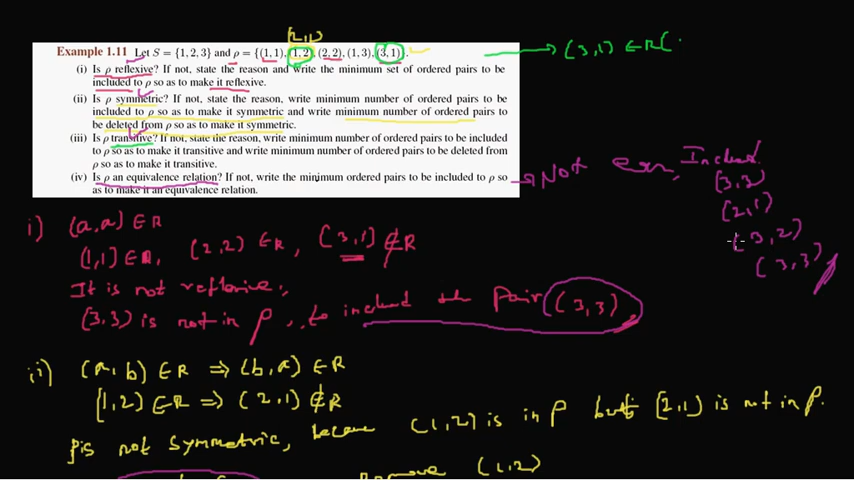 (2,1)
Example 1.11 Let S = {1, 2, 3} and ρ = {(1, 1), (1, 2), (2, 2), (1, 3), (3, 1)}.
(3,1) ∈ R
(i) Is ρ reflexive? If not, state the reason and write the minimum set of ordered pairs to be
included to ρ so as to make it reflexive.
(ii) Is ρ symmetric? If not, state the reason, write minimum number of ordered pairs to be
included to ρ so as to make it symmetric and write minimum number of ordered pairs to
be deleted from ρ so as to make it symmetric.
(iii) Is ρ transitive? If not, state the reason, write minimum number of ordered pairs to be included
to ρ so as to make it transitive and write minimum number of ordered pairs to be deleted from
ρ so as to make it transitive.
(iv) Is ρ an equivalence relation? If not, write the minimum ordered pairs to be included to ρ so
as to make it an equivalence relation.
Not
(3,3)
(2,1)
(3,2)
(3,3)
i) (a,a) ∈ R
(1,1) ∈ R, (2,2) ∈ R, (3,1) ∉ R
It is not reflexive,
(3,3) is not in ρ, to include the Pair (3,3)
ii) (a,b) ∈ R ⇒ (b,a) ∈ R
(1,2) ∈ R ⇒ (2,1) ∉ R
ρ is not symmetric, because (1,2) is in ρ but (2,1) is not in ρ.
remove (1,2)